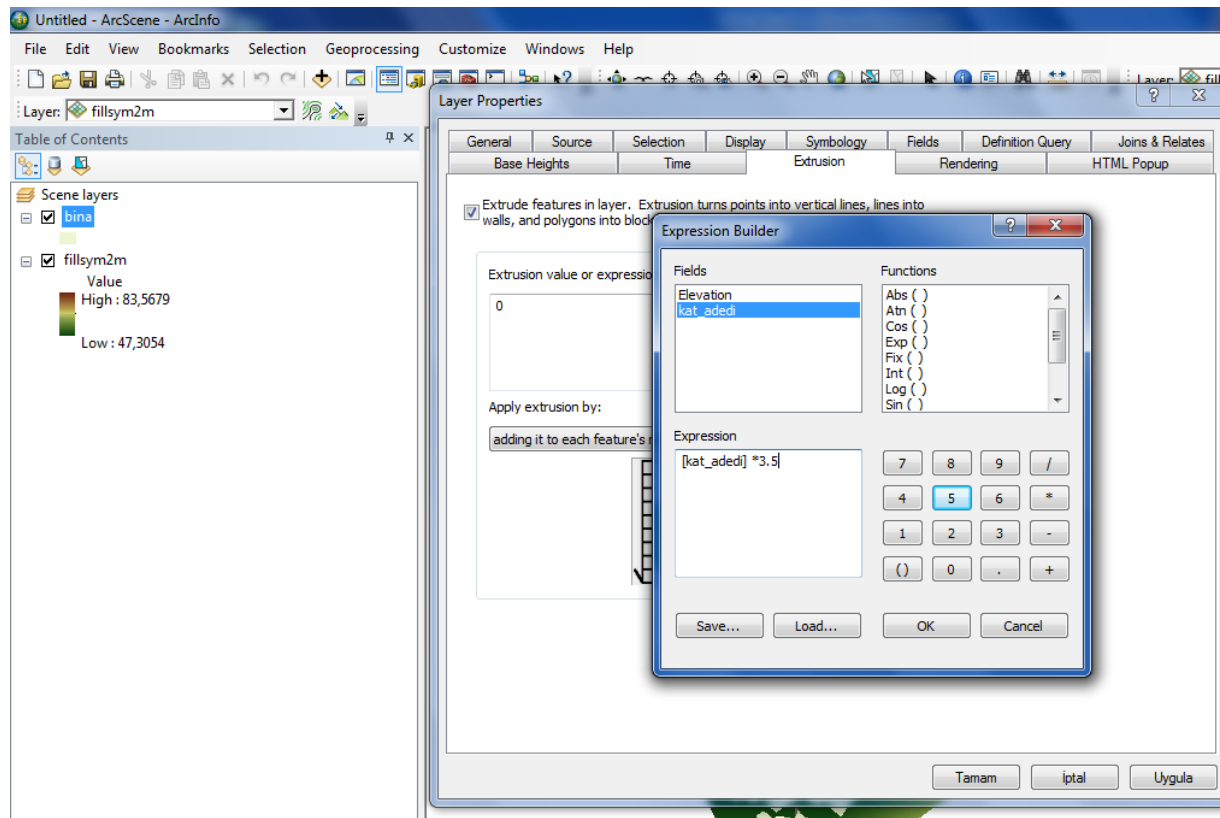 Untitled - ArcScene - ArcInfo
File Edit View Bookmarks Selection Geoprocessing Customize Windows Help
Layer: fillsym2m
Table of Contents
Scene layers
bina
fillsym2m
Value
High : 83,5679
Low : 47,3054
Layer: fill
Layer Properties
General Source Selection Display Symbology Fields Definition Query Joins & Relates
Base Heights Time Extrusion Rendering HTML Popup
Extrude features in layer. Extrusion turns points into vertical lines, lines into
walls, and polygons into block
Extrusion value or expressio
0
Apply extrusion by:
adding it to each feature's
Expression Builder
Fields
Elevation
kat_adedi
Functions
Abs ( )
Atn ( )
Cos ( )
Exp ( )
Fix ( )
Int ( )
Log ( )
Sin ( )
Expression
[kat_adedi] *3.5
7 8 9 /
4 5 6 *
1 2 3 -
() 0 . +
Save... Load... OK Cancel
Tamam İptal Uygula